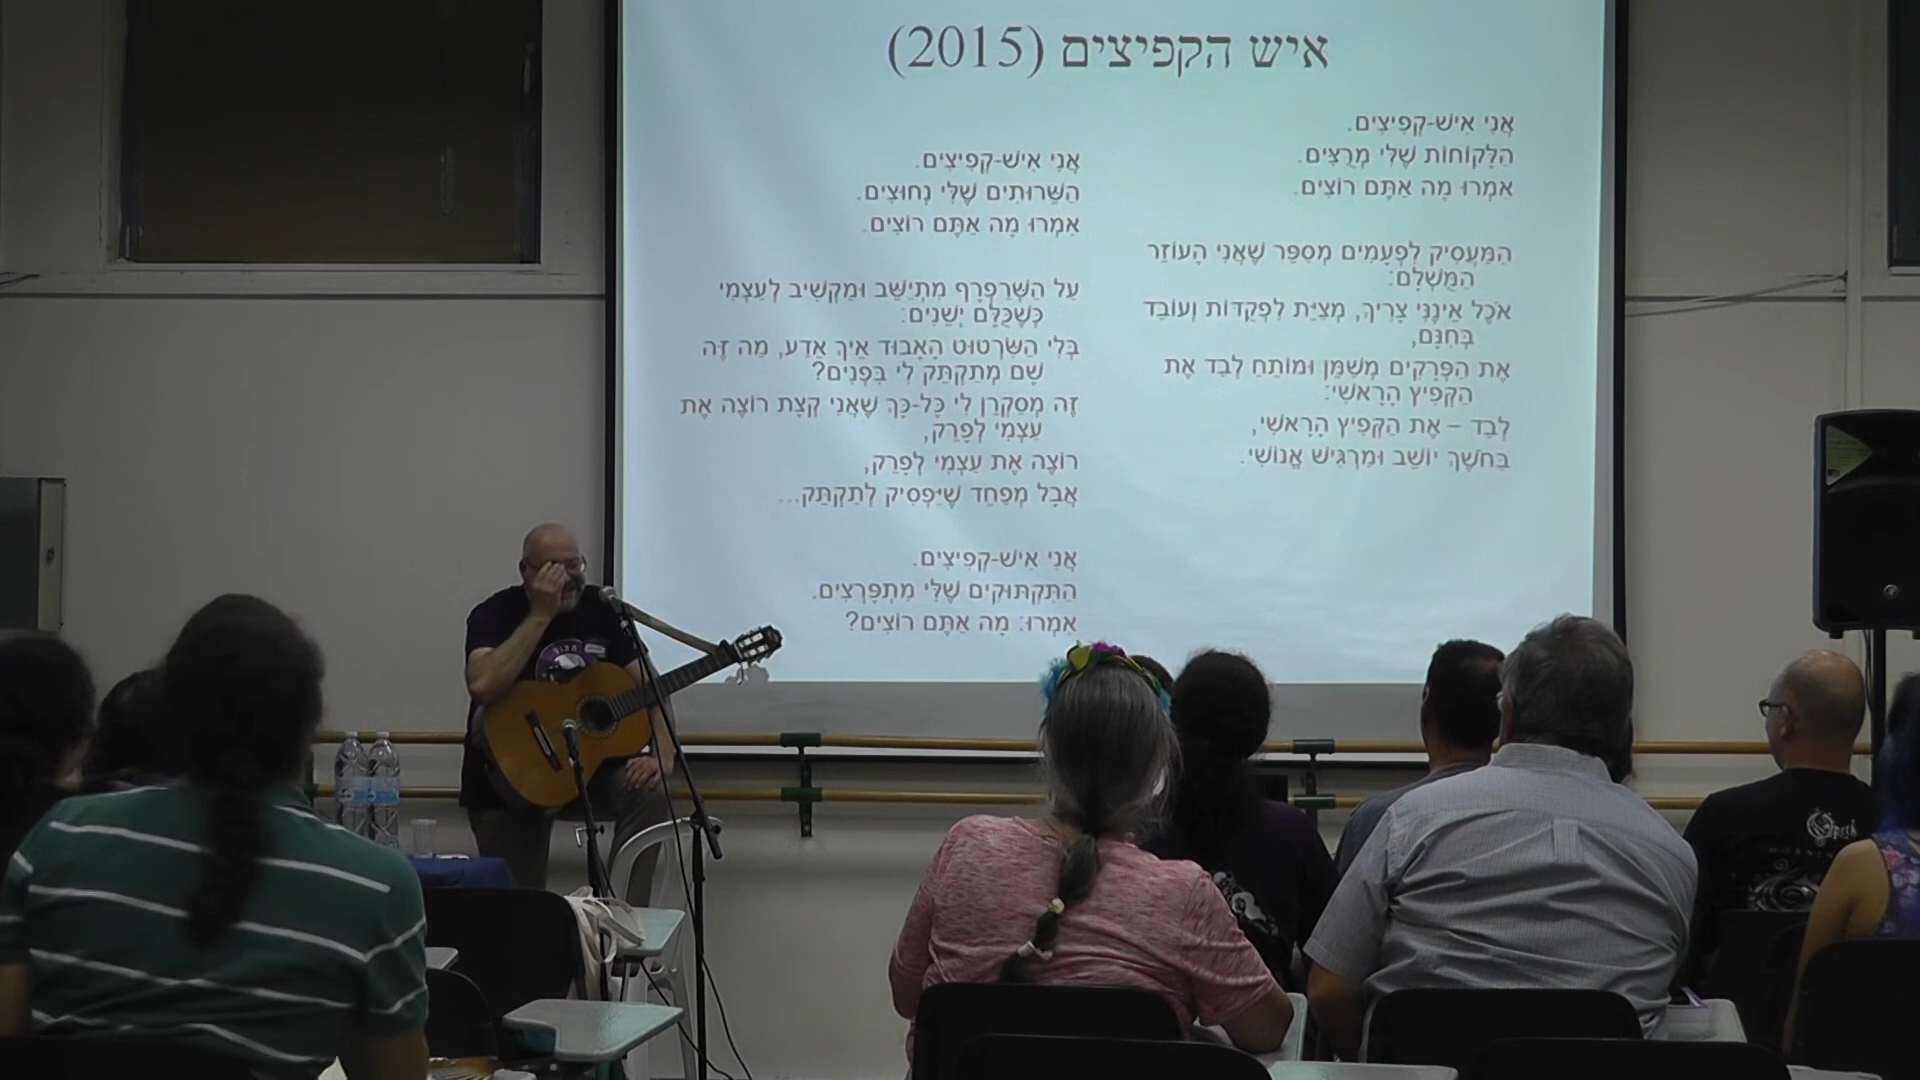 איש הקפיצים (2015)
אֲנִי אִישׁ-קְפִיצִים.
הַלָּקוֹחוֹת שֶׁלִּי מְרֻצִּים.
אִמְרוּ מָה אַתֶּם רוֹצִים.
הַמַּעֲסִיק לִפְעָמִים מְסַפֵּר שֶׁאֲנִי הָעוֹזֵר
הַמֻּשְׁלָם:
אֹכֶל אֵינֶנִּי צָרִיךְ, מְצַיֵּת לִפְקֻדּוֹת וְעוֹבֵד
בְּחִנָּם,
אֶת הַפְּרָקִים מְשַׁמֵּן וּמוֹתֵחַ לְבַד אֶת
הַקְּפִיץ הָרָאשִׁי:
לְבַד – אֶת הַקְּפִיץ הָרָאשִׁי,
בַּחֹשֶׁךְ יוֹשֵׁב וּמַרְגִּישׁ אֱנוֹשִׁי.
אֲנִי אִישׁ-קְפִיצִים.
הַשֵּׁרוּתִים שֶׁלִּי נְחוּצִים.
אִמְרוּ מָה אַתֶּם רוֹצִים.
עַל הַשְּׁרַפְרַף מִתְיַשֵּׁב וּמַקְשִׁיב לְעַצְמִי
כְּשֶׁכֻּלָּם יְשֵׁנִים:
בְּלִי הַשִּׂרְטוּט הָאָבוּד אֵיךְ אֵדַע, מַה זֶּה
שָׁם מְתַקְתֵּק לִי בִּפְנִים?
זֶה מְסַקְרֵן לִי כָּל-כָּךְ שֶׁאֲנִי קְצָת רוֹצֶה אֶת
עַצְמִי לְפָרֵק,
רוֹצֶה אֶת עַצְמִי לְפָרֵק,
אֲבָל מְפַחֵד שֶׁיַּפְסִיק לְתַקְתֵּק...
אֲנִי אִישׁ-קְפִיצִים.
הַתִּקְתּוּקִים שֶׁלִּי מִתְפָּרְצִים.
אִמְרוּ: מָה אַתֶּם רוֹצִים?
Opeth